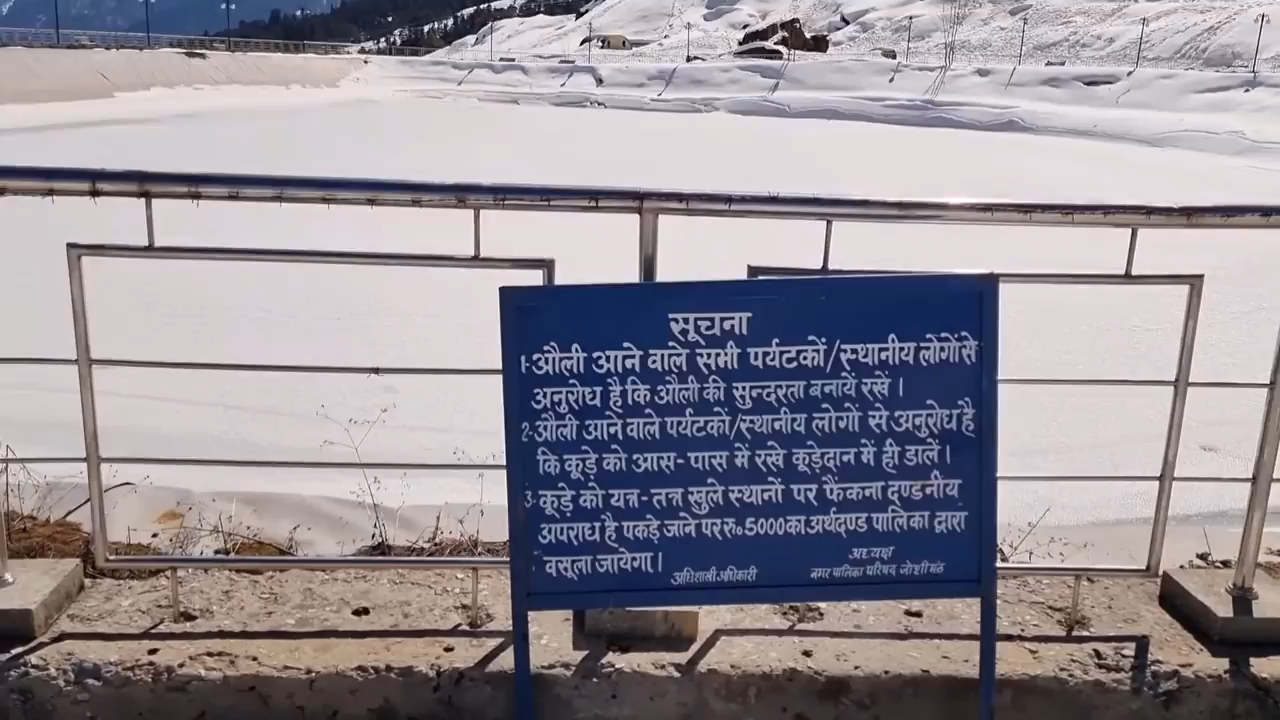 सूचना
1- औली आने वाले सभी पर्यटकों/स्थानीय लोगों से
अनुरोध है कि औली की सुन्दरता बनायें रखें।
2- औली आने वाले पर्यटकों/स्थानीय लोगों से अनुरोध है
कि कूड़े को आस-पास में रखे कूड़ेदान में ही डालें।
3- कूड़े को यत्र-तत्र खुले स्थानों पर फैंकना दण्डनीय
अपराध है पकड़े जाने पर रु० 5000 का अर्थदण्ड पालिका द्वारा
वसूला जायेगा।
अधिशासी अधिकारी
अध्यक्ष
नगर पालिका परिषद जोशीमठ